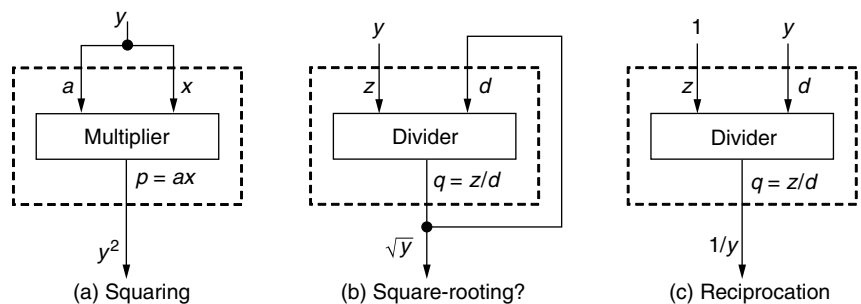 y
a x
Multiplier
p = ax
y²
(a) Squaring
y
z d
Divider
q = z/d
√y
(b) Square-rooting?
1 y
z d
Divider
q = z/d
1/y
(c) Reciprocation